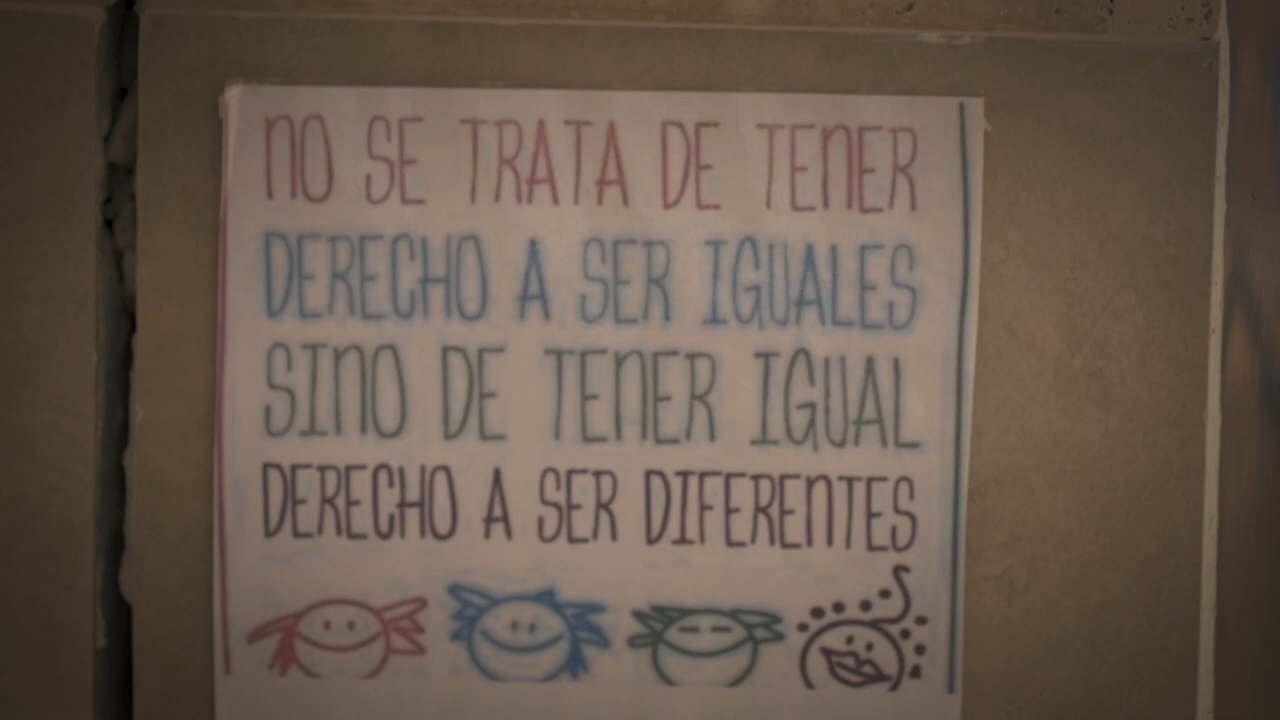 NO SE TRATA DE TENER
DERECHO A SER IGUALES
SINO DE TENER IGUAL
DERECHO A SER DIFERENTES